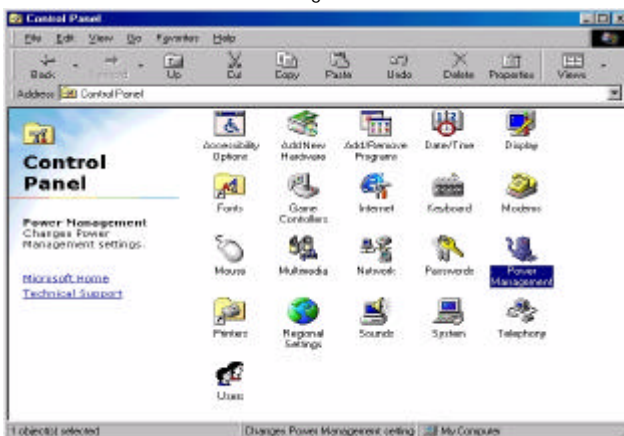 Control Panel
File Edit View Go Favorites Help
Back Forward Up Cut Copy Paste Undo Delete Properties Views
Address Control Panel
Control
Panel
Power Management
Changes Power
Management settings.
Microsoft Home
Technical Support
Accessibility
Options
Add New
Hardware
Add/Remove
Programs
Date/Time
Display
Fonts
Game
Controllers
Internet
Keyboard
Modems
Mouse
Multimedia
Network
Passwords
Power
Management
Printers
Regional
Settings
Sounds
System
Telephony
Users
1 object(s) selected Changes Power Management setting My Computer